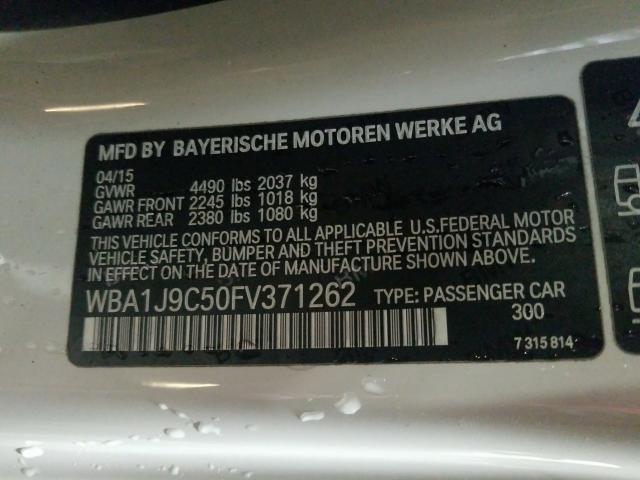 MFD BY BAYERISCHE MOTOREN WERKE AG
04/15
GVWR 4490 lbs 2037 kg
GAWR FRONT 2245 lbs 1018 kg
GAWR REAR 2380 lbs 1080 kg
THIS VEHICLE CONFORMS TO ALL APPLICABLE U.S.FEDERAL MOTOR
VEHICLE SAFETY, BUMPER AND THEFT PREVENTION STANDARDS
IN EFFECT ON THE DATE OF MANUFACTURE SHOWN ABOVE.
WBA1J9C50FV371262 TYPE: PASSENGER CAR
300
7 315 814